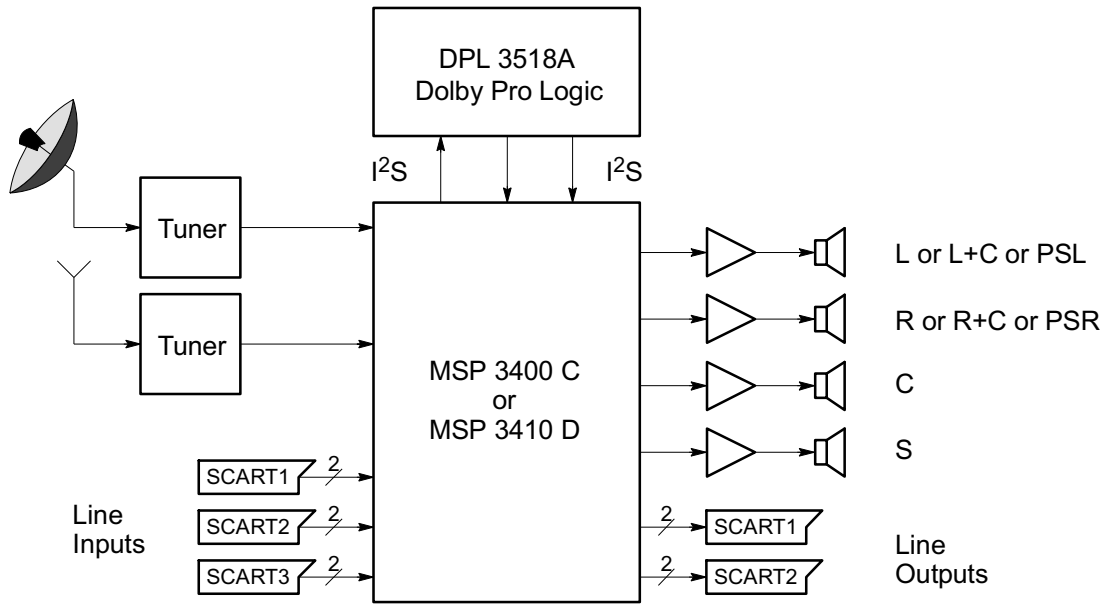 DPL 3518A
Dolby Pro Logic
I²S
I²S
Tuner
Tuner
MSP 3400 C
or
MSP 3410 D
L or L+C or PSL
R or R+C or PSR
C
S
Line
Inputs
SCART1
2
SCART2
2
SCART3
2
2
SCART1
2
SCART2
Line
Outputs